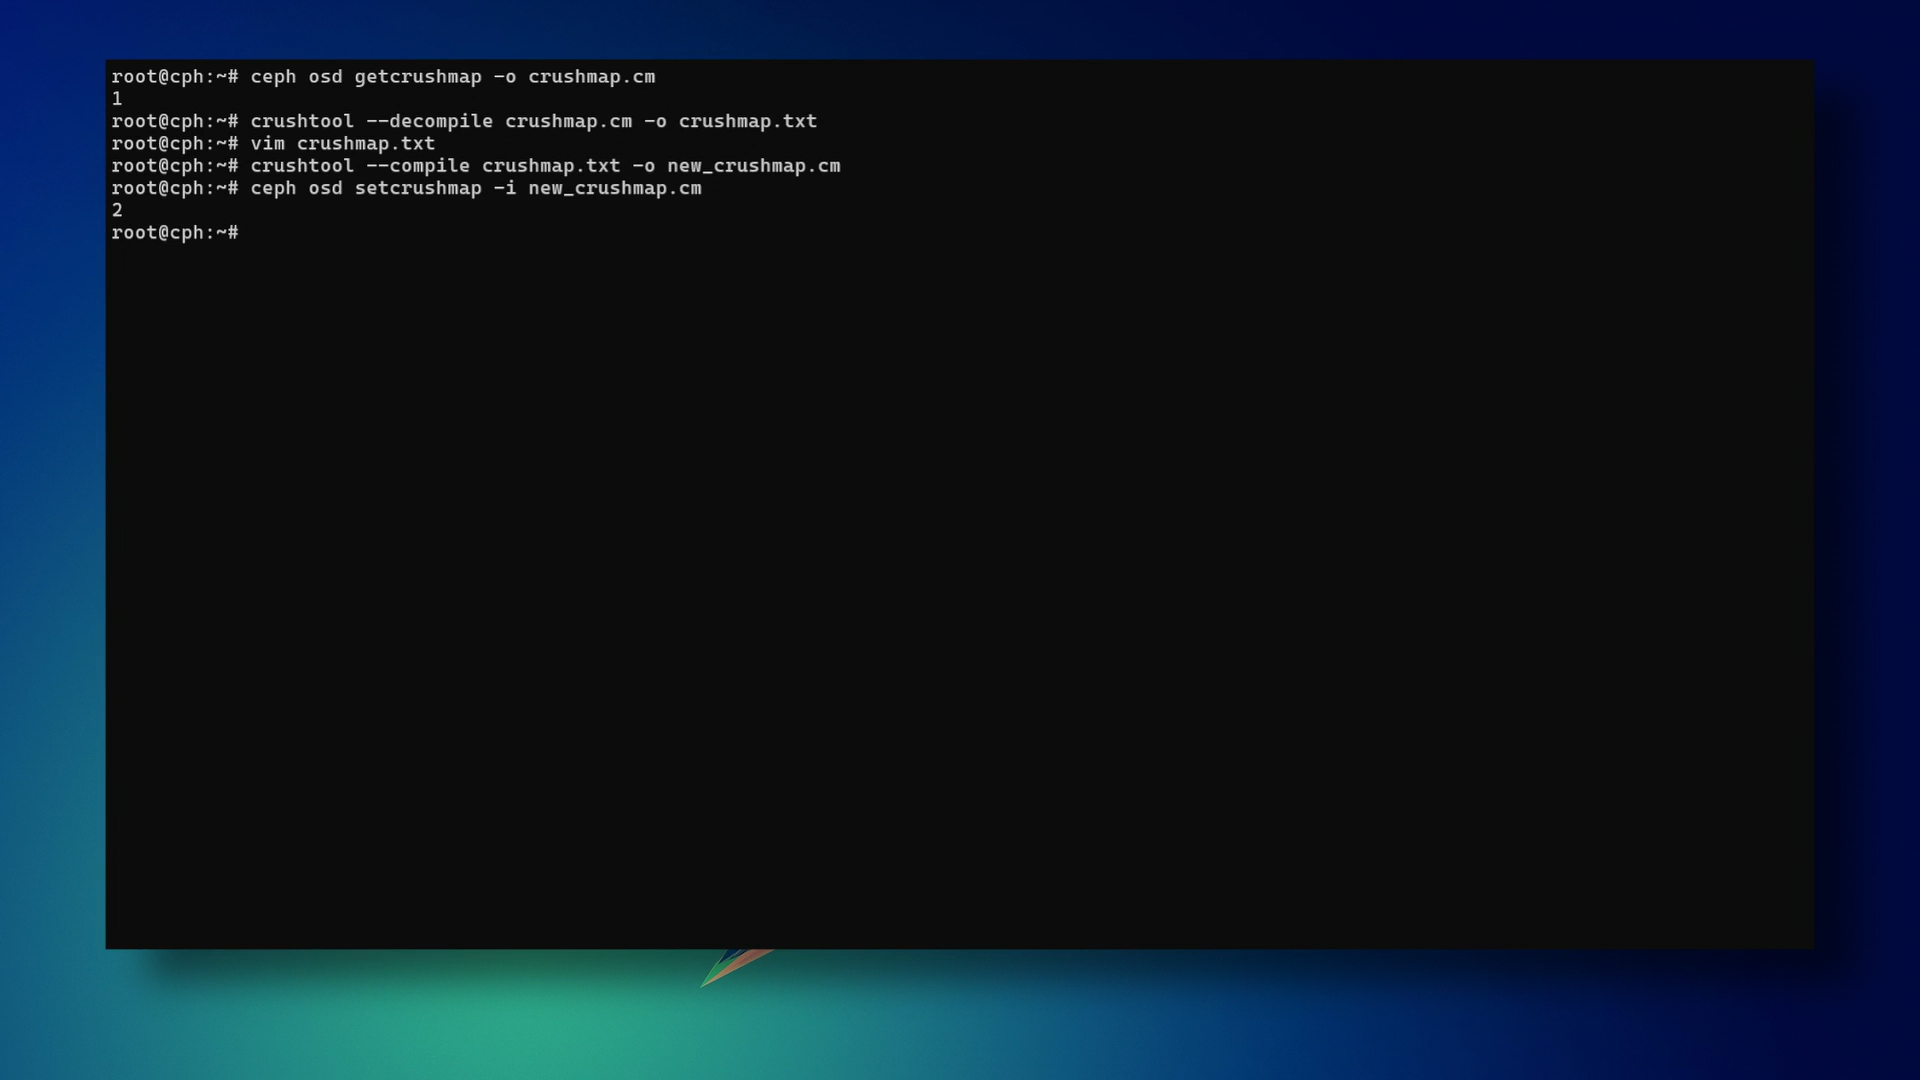 root@cph:~# ceph osd getcrushmap -o crushmap.cm
1
root@cph:~# crushtool --decompile crushmap.cm -o crushmap.txt
root@cph:~# vim crushmap.txt
root@cph:~# crushtool --compile crushmap.txt -o new_crushmap.cm
root@cph:~# ceph osd setcrushmap -i new_crushmap.cm
2
root@cph:~#